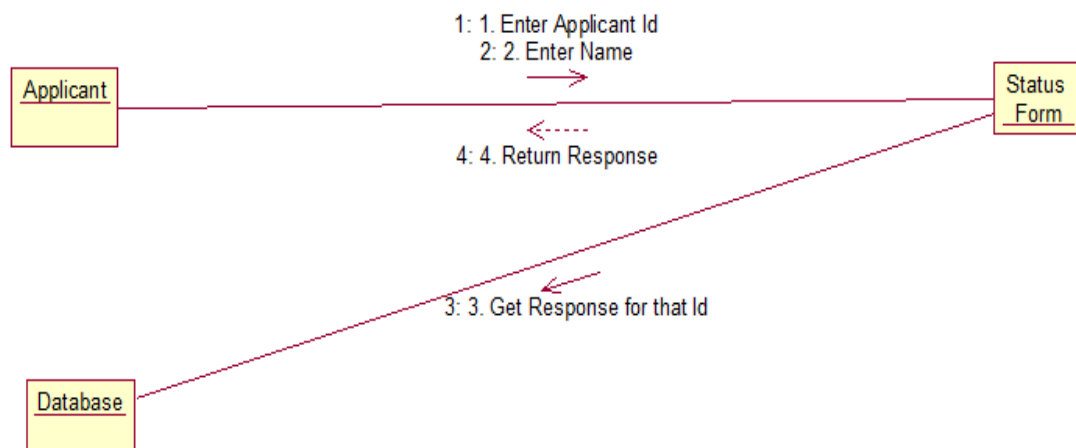 1: 1. Enter Applicant Id
2: 2. Enter Name
Applicant
Status
Form
4: 4. Return Response
3: 3. Get Response for that Id
Database